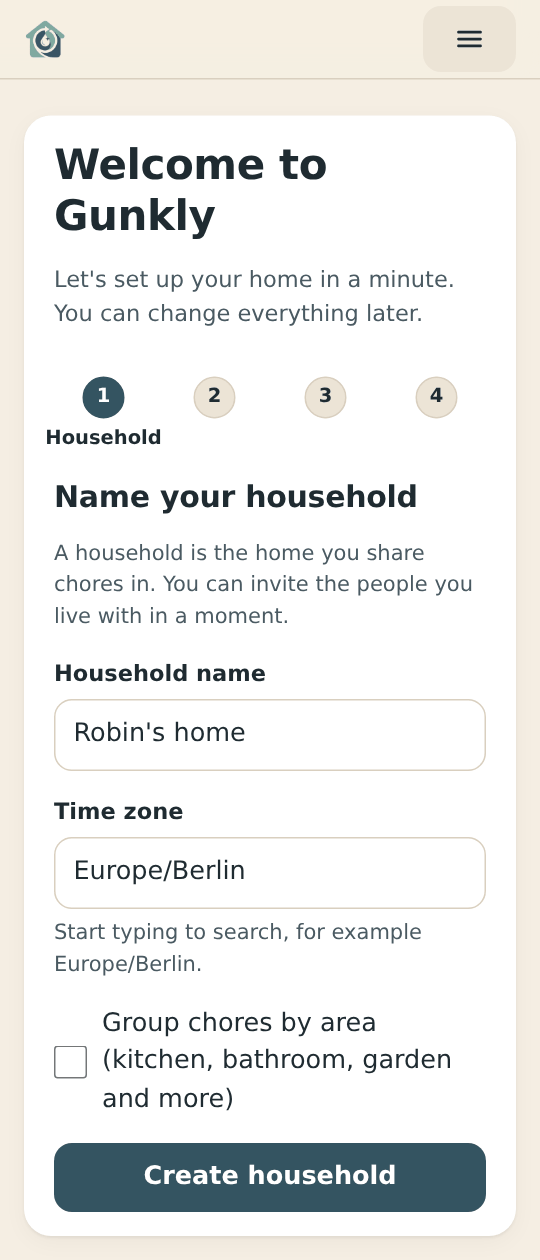 Welcome to
Gunkly
Let's set up your home in a minute.
You can change everything later.
1
2
3
4
Household
Name your household
A household is the home you share
chores in. You can invite the people you
live with in a moment.
Household name
Robin's home
Time zone
Europe/Berlin
Start typing to search, for example
Europe/Berlin.
Group chores by area
(kitchen, bathroom, garden
and more)
Create household